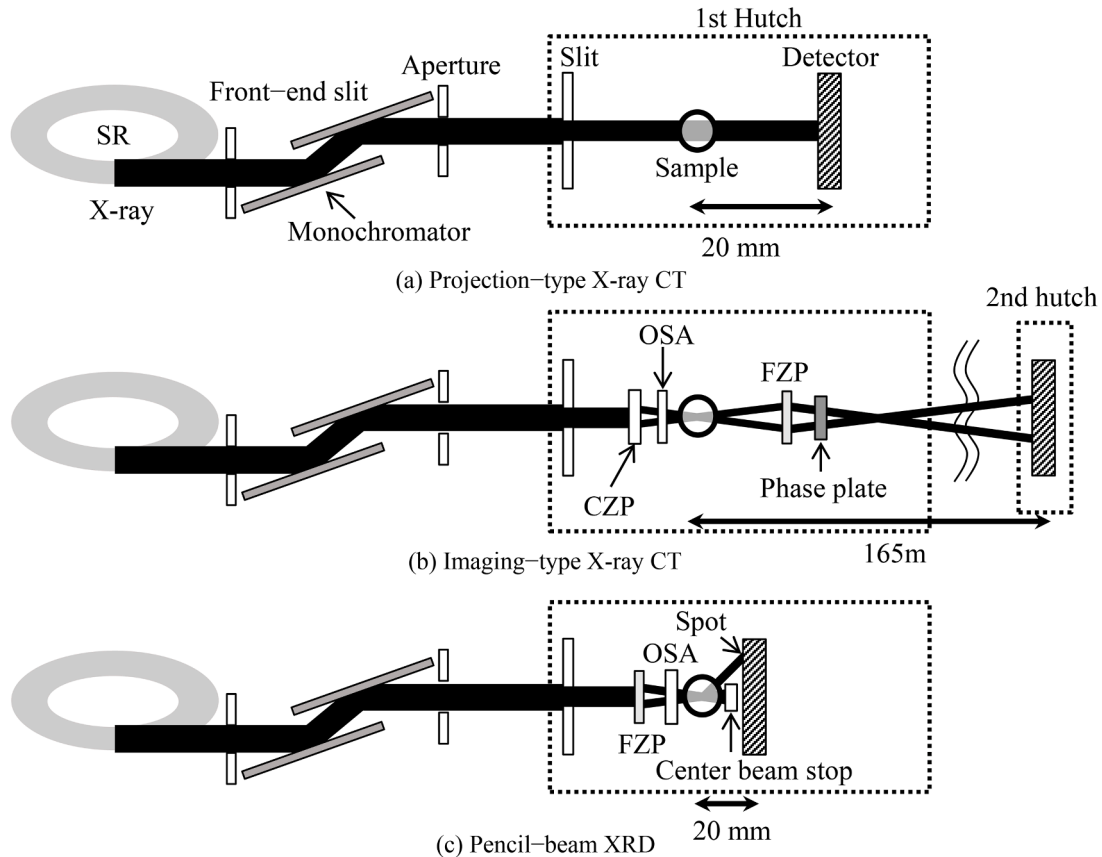 1st Hutch
Slit
Detector
Aperture
Front−end slit
SR
X-ray
Monochromator
Sample
20 mm
(a) Projection−type X-ray CT
2nd hutch
OSA
FZP
CZP
Phase plate
165m
(b) Imaging−type X-ray CT
Spot
OSA
FZP
Center beam stop
20 mm
(c) Pencil−beam XRD